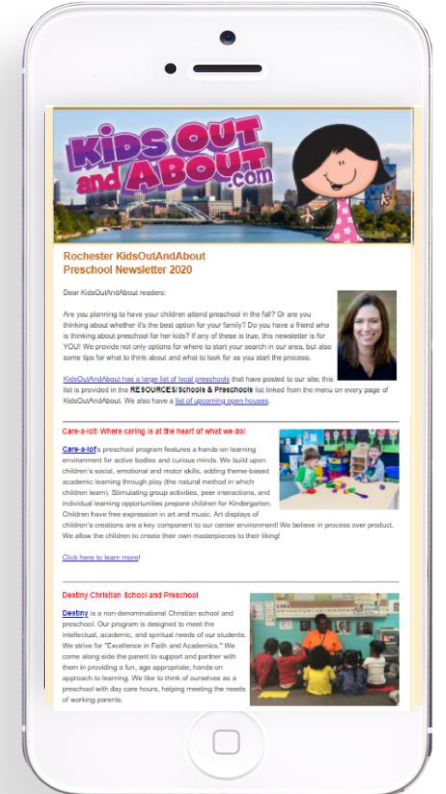 KIDS OUT
and ABOUT
.com
Rochester KidsOutAndAbout
Preschool Newsletter 2020
Dear KidsOutAndAbout readers:
Are you planning to have your children attend preschool in the fall? Or are you
thinking about whether it's the best option for your family? Do you have a friend who
is thinking about preschool for her kids? If any of these is true, this newsletter is for
YOU! We provide not only options for where to start your search in our area, but also
some tips for what to think about and what to look for as you start the process.
KidsOutAndAbout has a large list of local preschools that have posted to our site; this
list is provided in the RESOURCES/Schools & Preschools list linked from the menu on every page of
KidsOutAndAbout. We also have a list of upcoming open houses.
Care-a-lot: Where caring is at the heart of what we do!
Care-a-lot's preschool program features a hands-on learning
environment for active bodies and curious minds. We build upon
children's social, emotional and motor skills, adding theme-based
academic learning through play (the natural method in which
children learn). Stimulating group activities, peer interactions, and
individual learning opportunities prepare children for Kindergarten.
Children have free expression in art and music. Art displays of
children's creations are a key component to our center environment! We believe in process over product.
We allow the children to create their own masterpieces to their liking!
Click here to learn more!
Destiny Christian School and Preschool
Destiny is a non-denominational Christian school and
preschool. Our program is designed to meet the
intellectual, academic, and spiritual needs of our students.
We strive for "Excellence in Faith and Academics." We
come along side the parent to support and partner with
them in providing a fun, age appropriate, hands-on
approach to learning. We like to think of ourselves as a
preschool with day care hours, helping meeting the needs
of working parents.